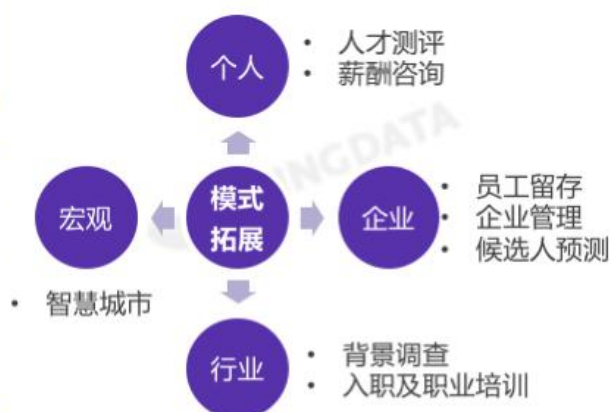 个人
• 人才测评
• 薪酬咨询
宏观
模式
拓展
企业
• 员工留存
• 企业管理
• 候选人预测
• 智慧城市
行业
• 背景调查
• 入职及职业培训